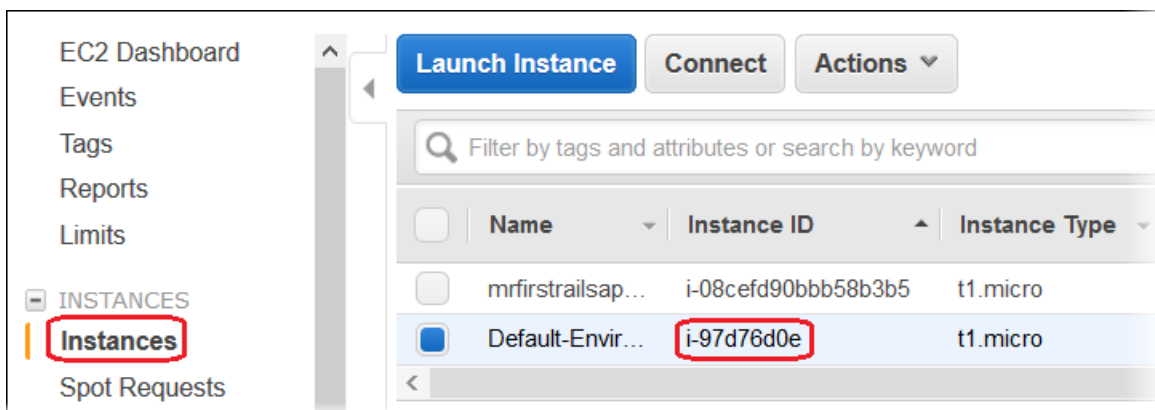 EC2 Dashboard
Events
Tags
Reports
Limits
INSTANCES
Instances
Spot Requests
Launch Instance Connect Actions
Filter by tags and attributes or search by keyword
Name Instance ID Instance Type
mrfirstrailsap... i-08cefd90bbb58b3b5 t1.micro
Default-Envir... i-97d76d0e t1.micro